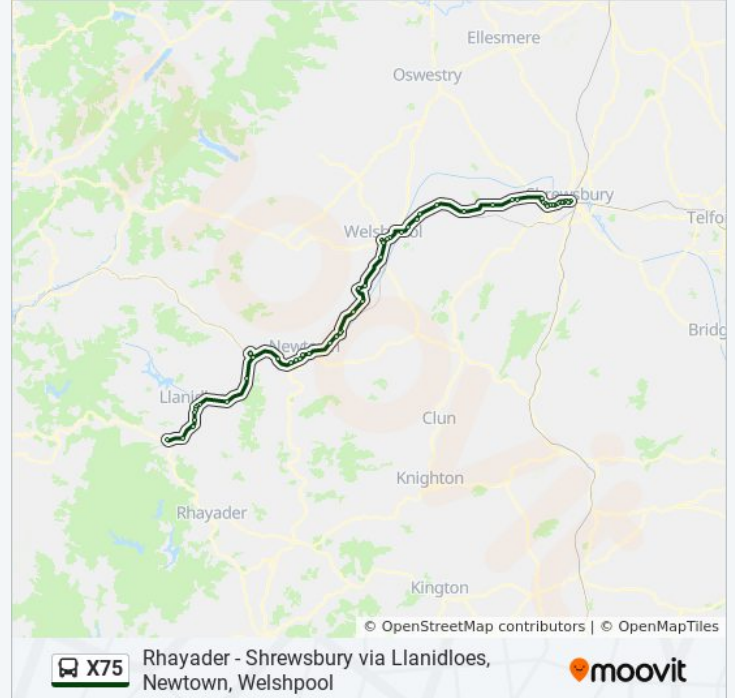 Ellesmere
Oswestry
Shrewsbury
Telfo
Welshpool
Bridg
Newtown
Llanidl
Clun
Knighton
Rhayader
Kington
© OpenStreetMap contributors | © OpenMapTiles
X75
Rhayader - Shrewsbury via Llanidloes,
Newtown, Welshpool
moovit